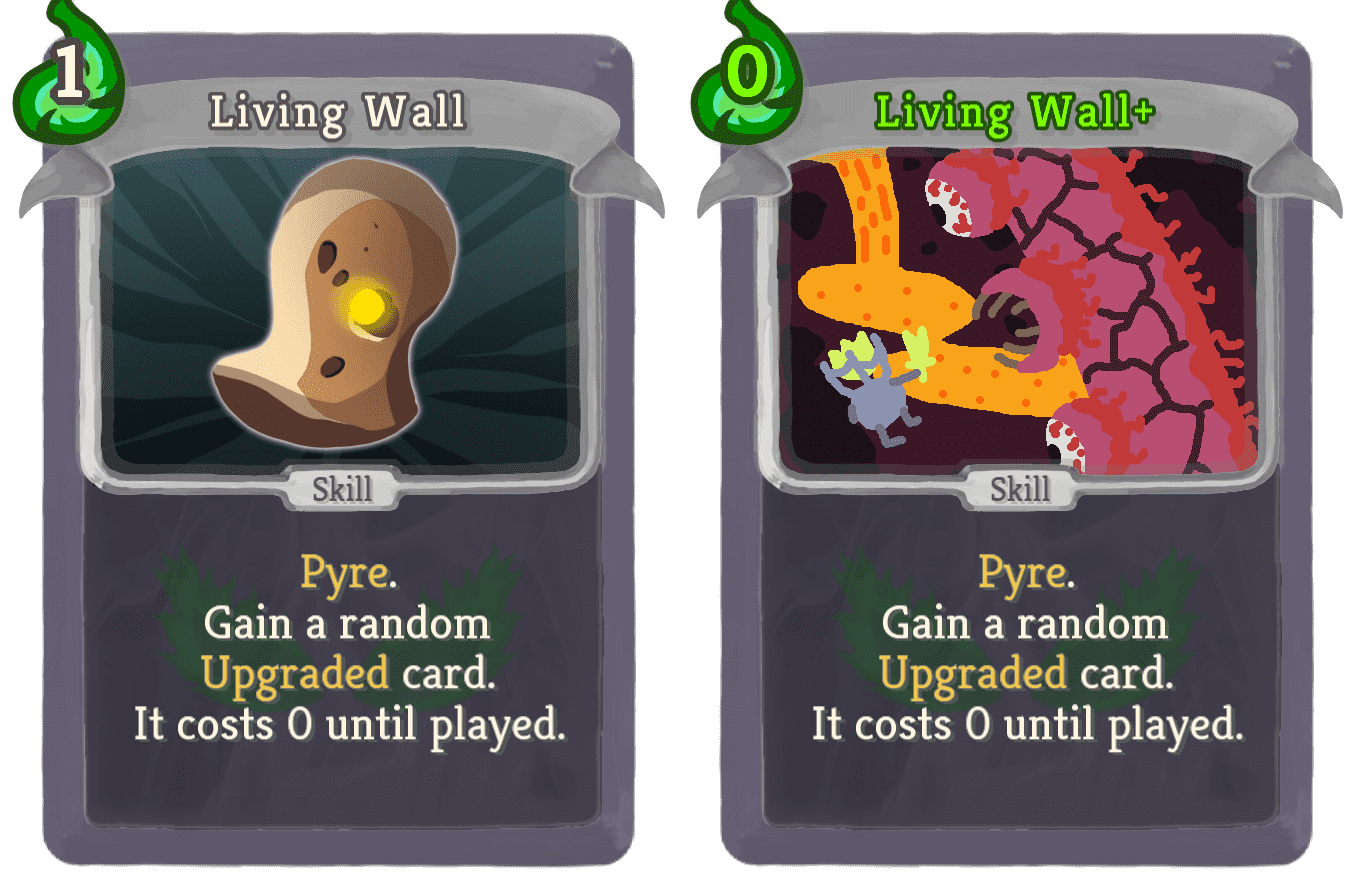 1
Living Wall
Skill
Pyre.
Gain a random
Upgraded card.
It costs 0 until played.
0
Living Wall+
Skill
Pyre.
Gain a random
Upgraded card.
It costs 0 until played.